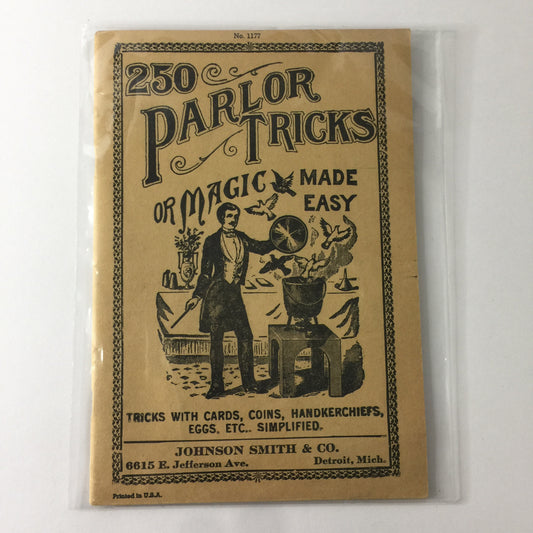 No. 1177
250
PARLOR
TRICKS
OR MAGIC MADE
EASY
TRICKS WITH CARDS, COINS, HANDKERCHIEFS,
EGGS, ETC.. SIMPLIFIED.
JOHNSON SMITH & CO.
6615 E. Jefferson Ave. Detroit, Mich.
Printed in U.S.A.